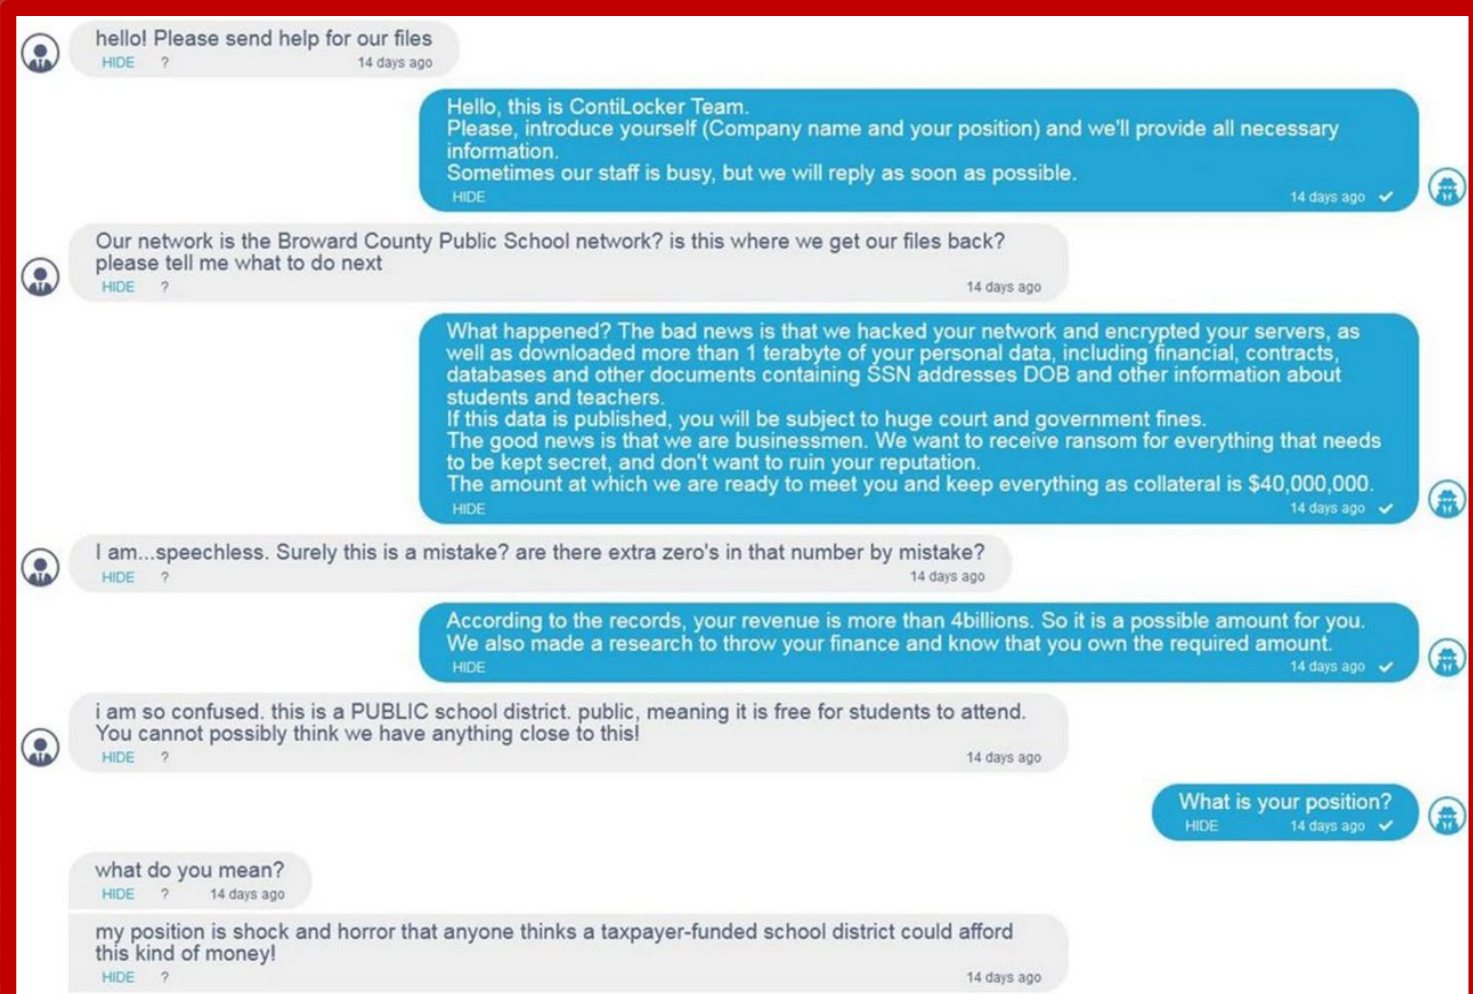 hello! Please send help for our files
HIDE ? 14 days ago
Hello, this is ContiLocker Team.
Please, introduce yourself (Company name and your position) and we'll provide all necessary
information.
Sometimes our staff is busy, but we will reply as soon as possible.
HIDE 14 days ago
Our network is the Broward County Public School network? is this where we get our files back?
please tell me what to do next
HIDE ? 14 days ago
What happened? The bad news is that we hacked your network and encrypted your servers, as
well as downloaded more than 1 terabyte of your personal data, including financial, contracts,
databases and other documents containing SSN addresses DOB and other information about
students and teachers.
If this data is published, you will be subject to huge court and government fines.
The good news is that we are businessmen. We want to receive ransom for everything that needs
to be kept secret, and don't want to ruin your reputation.
The amount at which we are ready to meet you and keep everything as collateral is $40,000,000.
HIDE 14 days ago
I am...speechless. Surely this is a mistake? are there extra zero's in that number by mistake?
HIDE ? 14 days ago
According to the records, your revenue is more than 4billions. So it is a possible amount for you.
We also made a research to throw your finance and know that you own the required amount.
HIDE 14 days ago
i am so confused. this is a PUBLIC school district. public, meaning it is free for students to attend.
You cannot possibly think we have anything close to this!
HIDE ? 14 days ago
What is your position?
HIDE 14 days ago
what do you mean?
HIDE ? 14 days ago
my position is shock and horror that anyone thinks a taxpayer-funded school district could afford
this kind of money!
HIDE ? 14 days ago